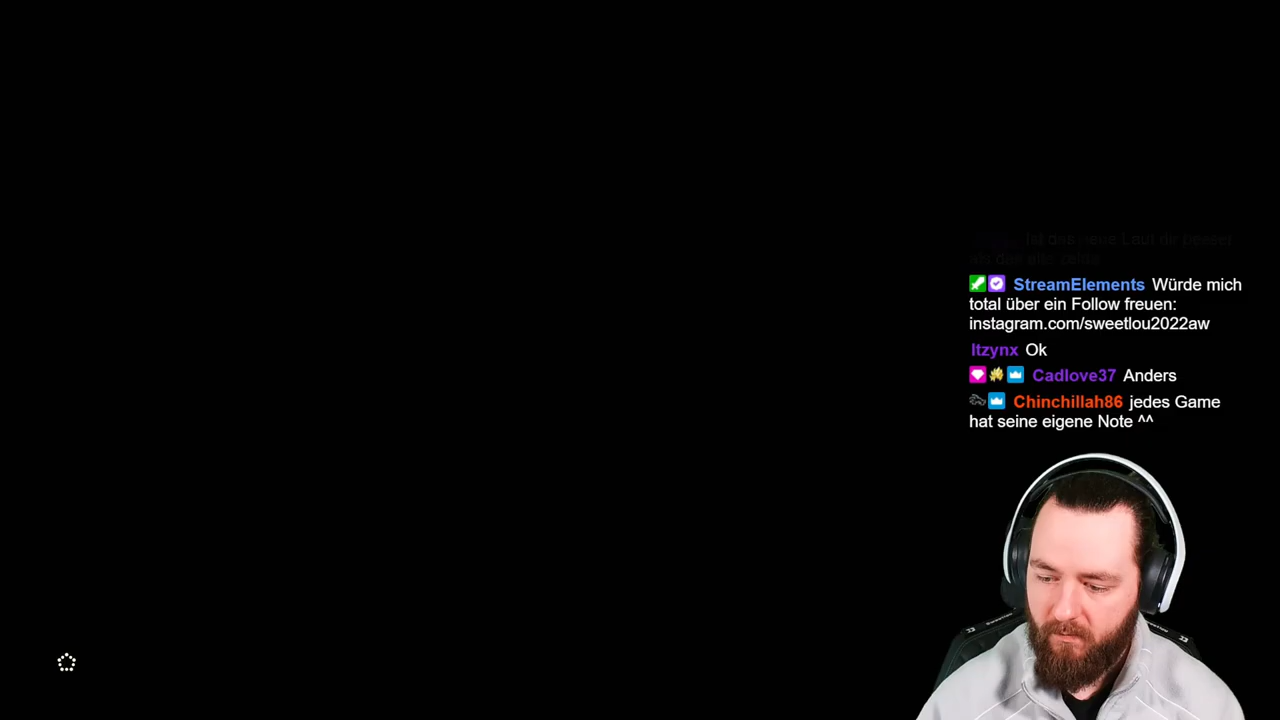 StreamElements Würde mich
total über ein Follow freuen:
instagram.com/sweetlou2022aw
Itzynx Ok
Cadlove37 Anders
Chinchillah86 jedes Game
hat seine eigene Note ^^